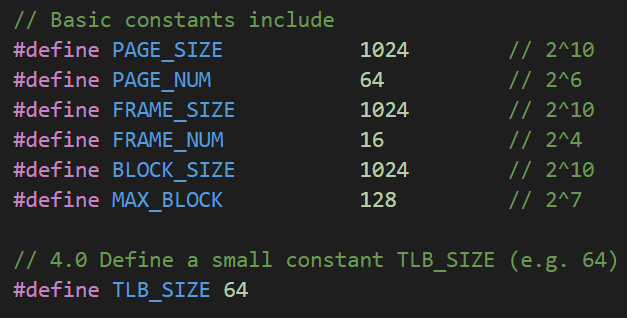 // Basic constants include
#define PAGE_SIZE 1024 // 2^10
#define PAGE_NUM 64 // 2^6
#define FRAME_SIZE 1024 // 2^10
#define FRAME_NUM 16 // 2^4
#define BLOCK_SIZE 1024 // 2^10
#define MAX_BLOCK 128 // 2^7
// 4.0 Define a small constant TLB_SIZE (e.g. 64)
#define TLB_SIZE 64